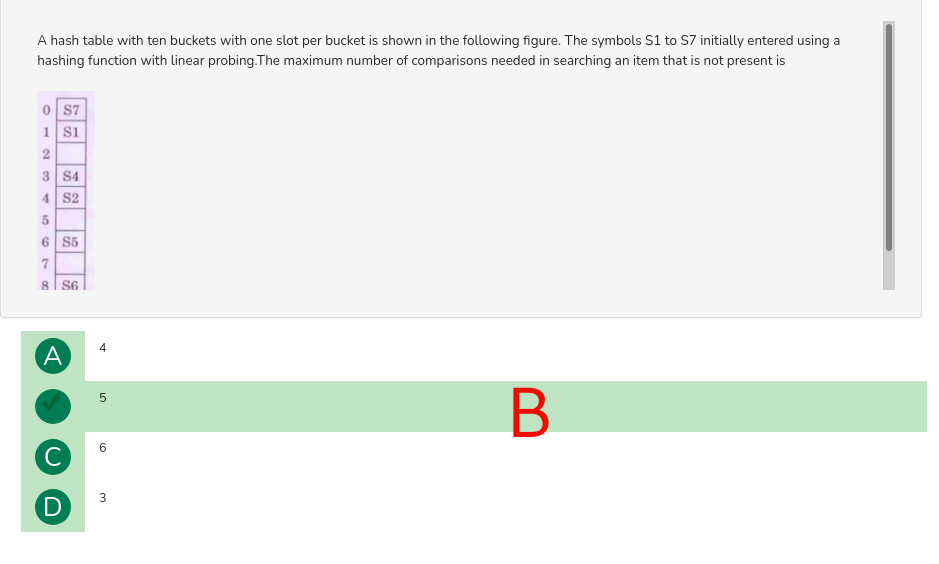 A hash table with ten buckets with one slot per bucket is shown in the following figure. The symbols S1 to S7 initially entered using a
hashing function with linear probing.The maximum number of comparisons needed in searching an item that is not present is
0 S7
1 S1
2
3 S4
4 S2
5
6 S5
7
8 S6
A 4
5 B
C 6
D 3